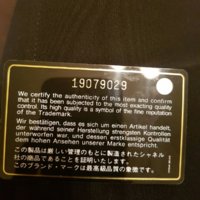 19079029
We certify the authenticity of this item and confirm
that it has been subjected to the most exacting quality
control. Its high quality is a symbol of the fine reputation
of the Trademark.
Wir bestätigen, dass es sich um einen Artikel handelt,
der während seiner Herstellung strengsten Kontrollen
unterworfen war, und dessen erstklassige Qualität
dem hohen Ansehen unserer Marke entspricht.
この製品は厳しい管理のもとに製造されたシャネル
社の商品であることを証明いたします。
このブランド・マークは最高級品質の象徴です。